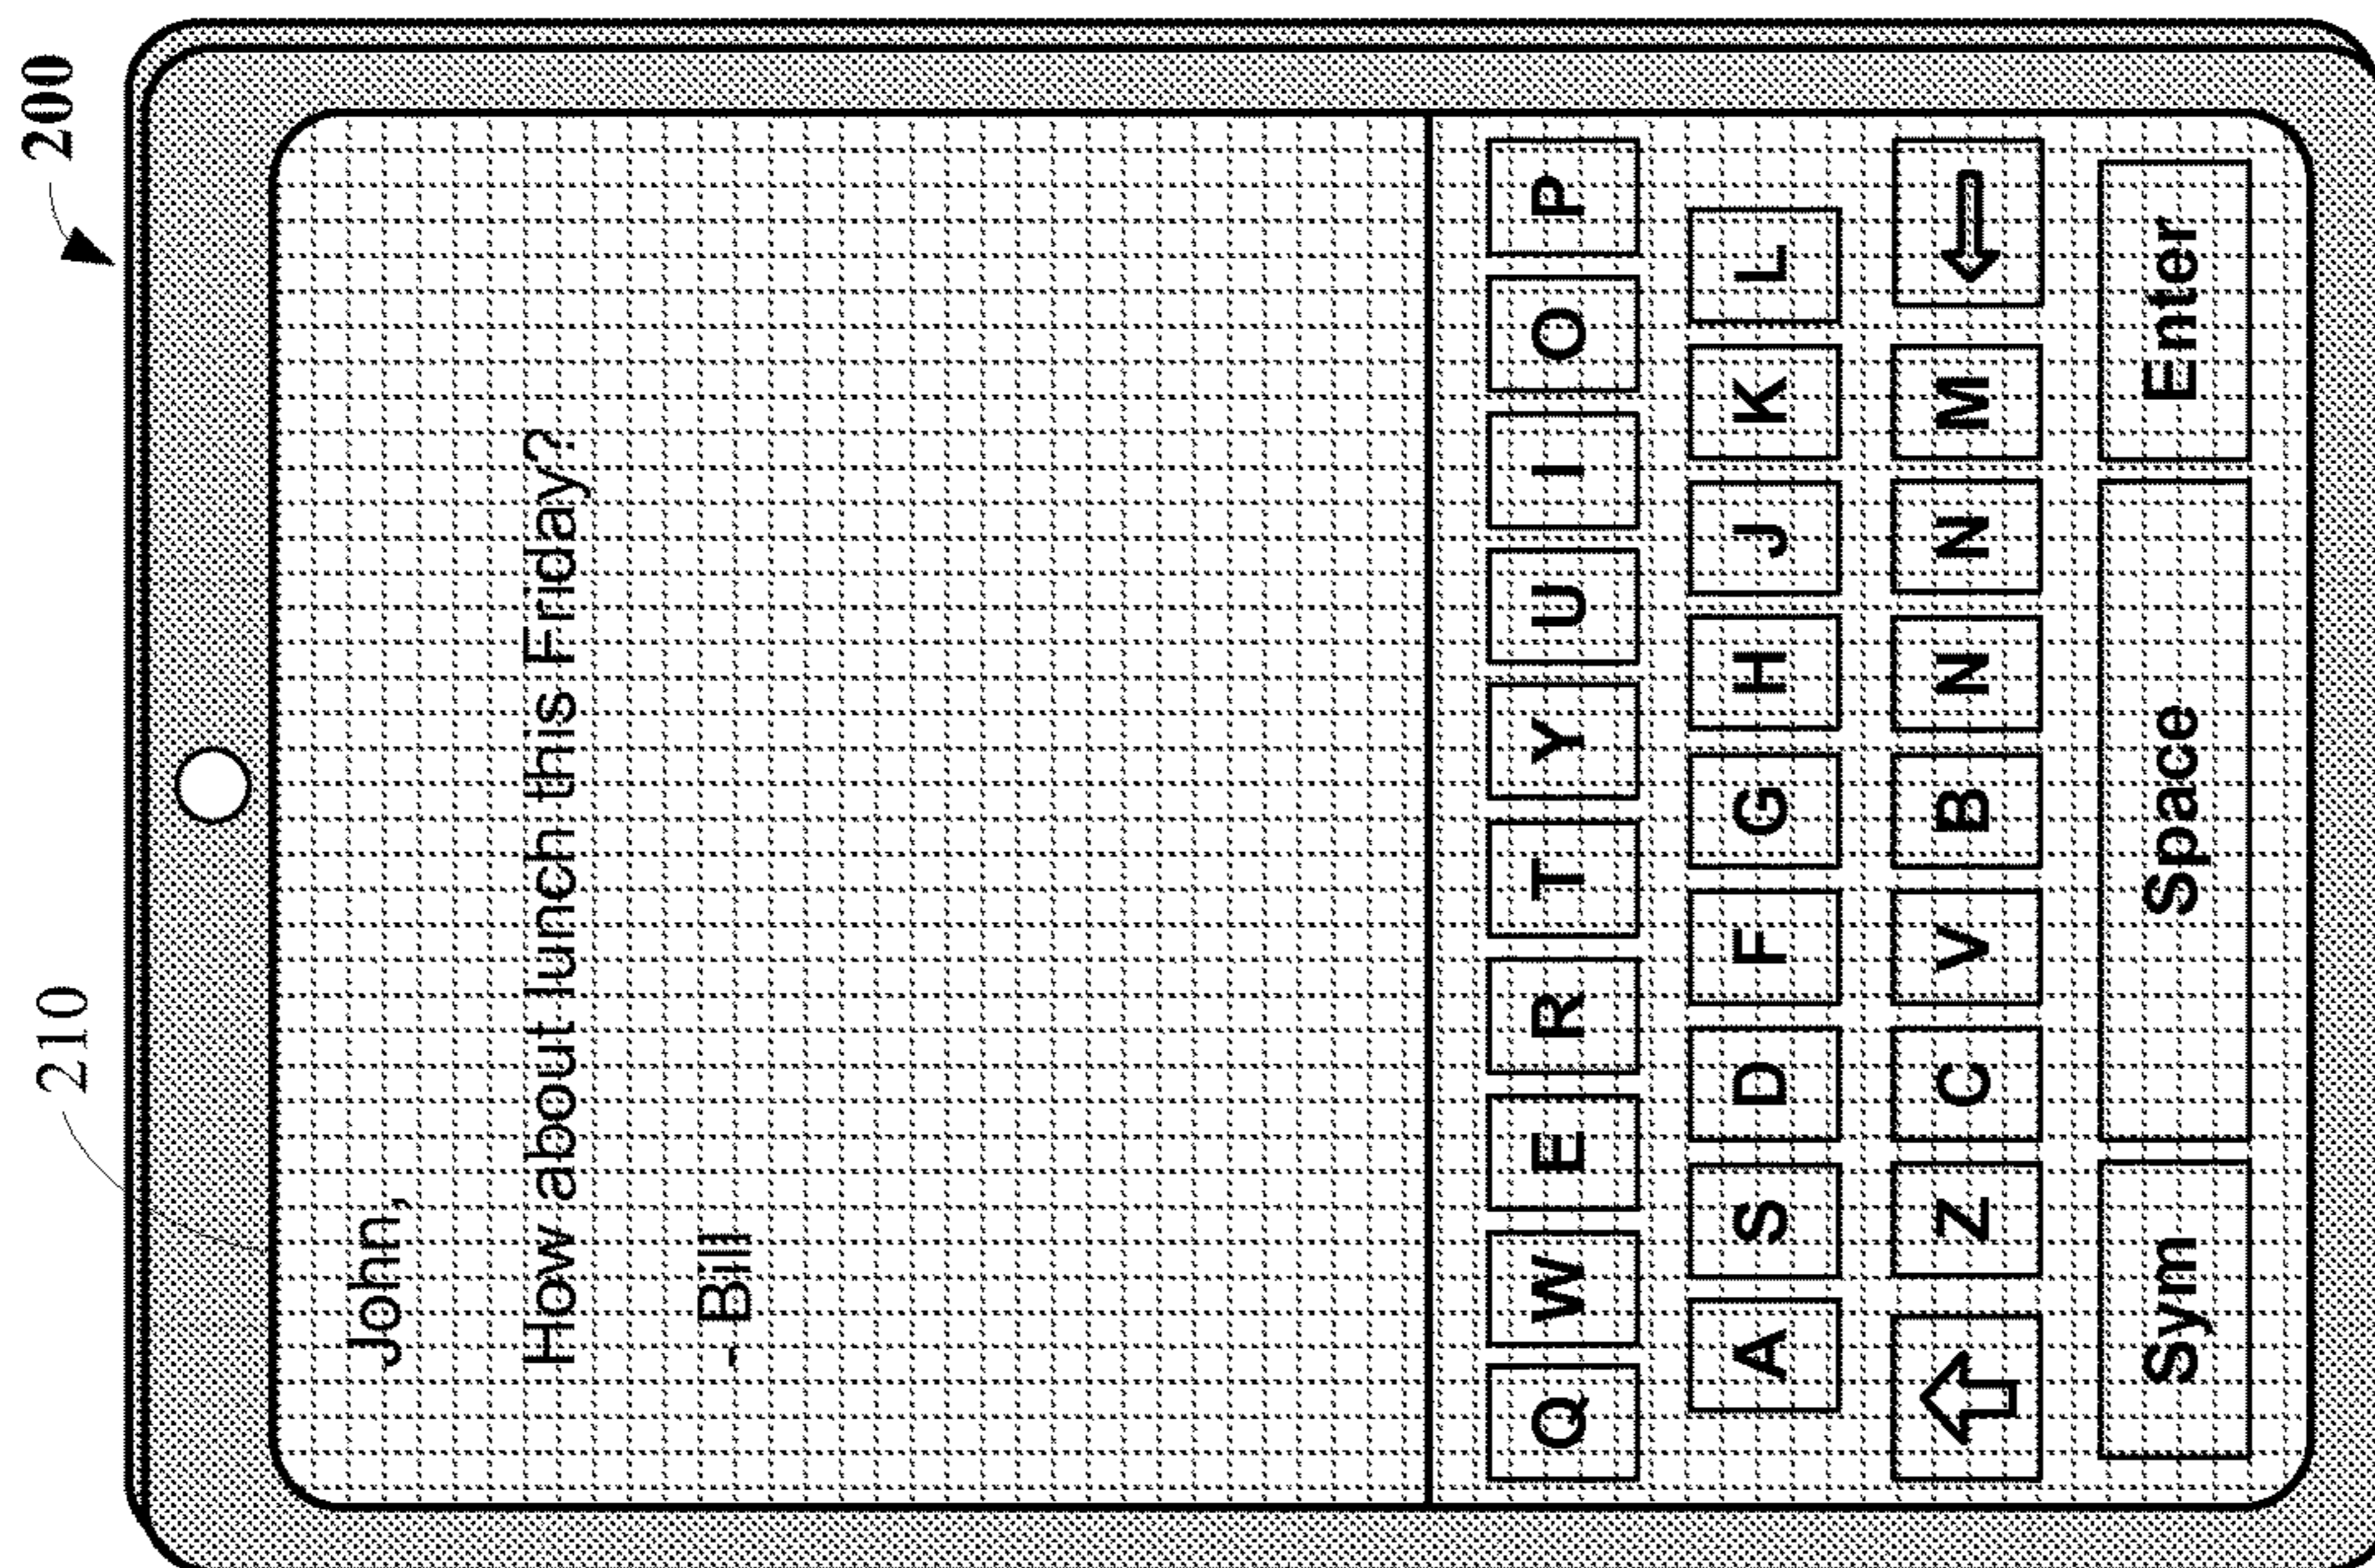 200
210
John,
How about lunch this Friday?
- Bill
Q W E R T Y U I O P
A S D F G H J K L
Z C V B N N M
Sym Space Enter